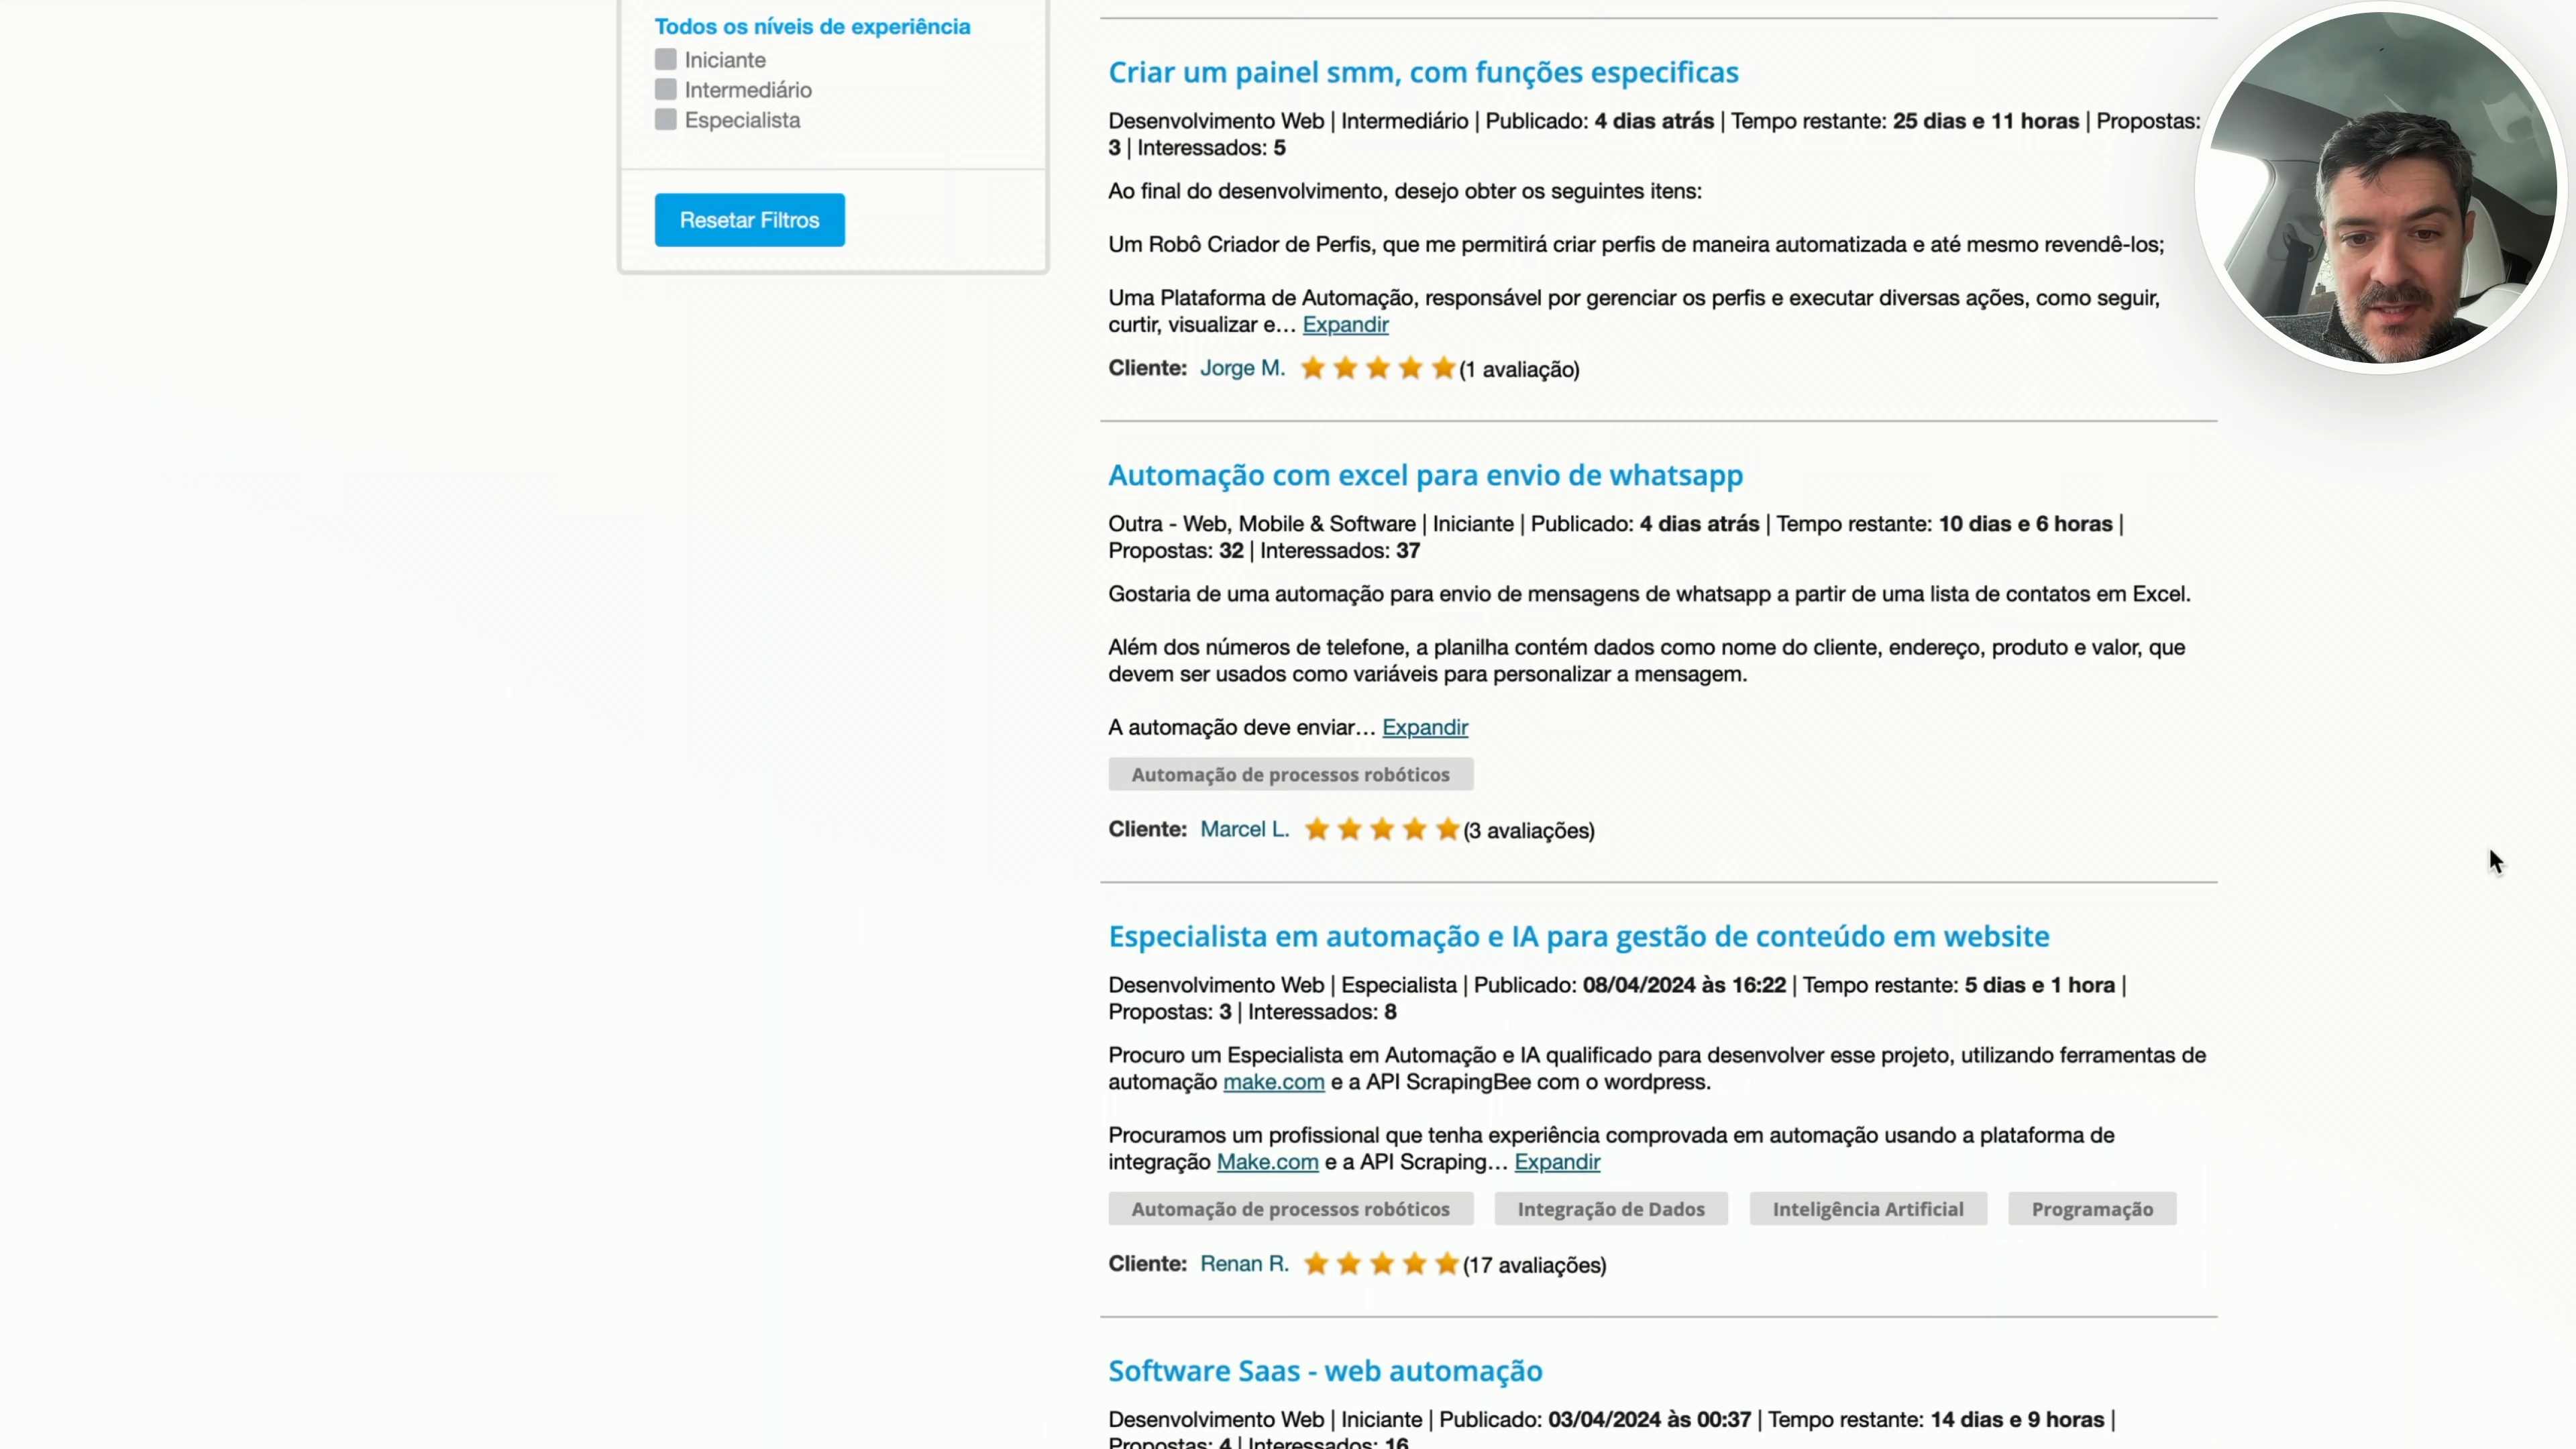 Todos os níveis de experiência
Iniciante
Intermediário
Especialista
Resetar Filtros
Criar um painel smm, com funções especificas
Desenvolvimento Web | Intermediário | Publicado: 4 dias atrás | Tempo restante: 25 dias e 11 horas | Propostas:
3 | Interessados: 5
Ao final do desenvolvimento, desejo obter os seguintes itens:
Um Robô Criador de Perfis, que me permitirá criar perfis de maneira automatizada e até mesmo revendê-los;
Uma Plataforma de Automação, responsável por gerenciar os perfis e executar diversas ações, como seguir,
curtir, visualizar e… Expandir
Cliente: Jorge M. (1 avaliação)
Automação com excel para envio de whatsapp
Outra - Web, Mobile & Software | Iniciante | Publicado: 4 dias atrás | Tempo restante: 10 dias e 6 horas |
Propostas: 32 | Interessados: 37
Gostaria de uma automação para envio de mensagens de whatsapp a partir de uma lista de contatos em Excel.
Além dos números de telefone, a planilha contém dados como nome do cliente, endereço, produto e valor, que
devem ser usados como variáveis para personalizar a mensagem.
A automação deve enviar… Expandir
Automação de processos robóticos
Cliente: Marcel L. (3 avaliações)
Especialista em automação e IA para gestão de conteúdo em website
Desenvolvimento Web | Especialista | Publicado: 08/04/2024 às 16:22 | Tempo restante: 5 dias e 1 hora |
Propostas: 3 | Interessados: 8
Procuro um Especialista em Automação e IA qualificado para desenvolver esse projeto, utilizando ferramentas de
automação make.com e a API ScrapingBee com o wordpress.
Procuramos um profissional que tenha experiência comprovada em automação usando a plataforma de
integração Make.com e a API Scraping… Expandir
Automação de processos robóticos Integração de Dados Inteligência Artificial Programação
Cliente: Renan R. (17 avaliações)
Software Saas - web automação
Desenvolvimento Web | Iniciante | Publicado: 03/04/2024 às 00:37 | Tempo restante: 14 dias e 9 horas |
Propostas: 4 | Interessados: 16